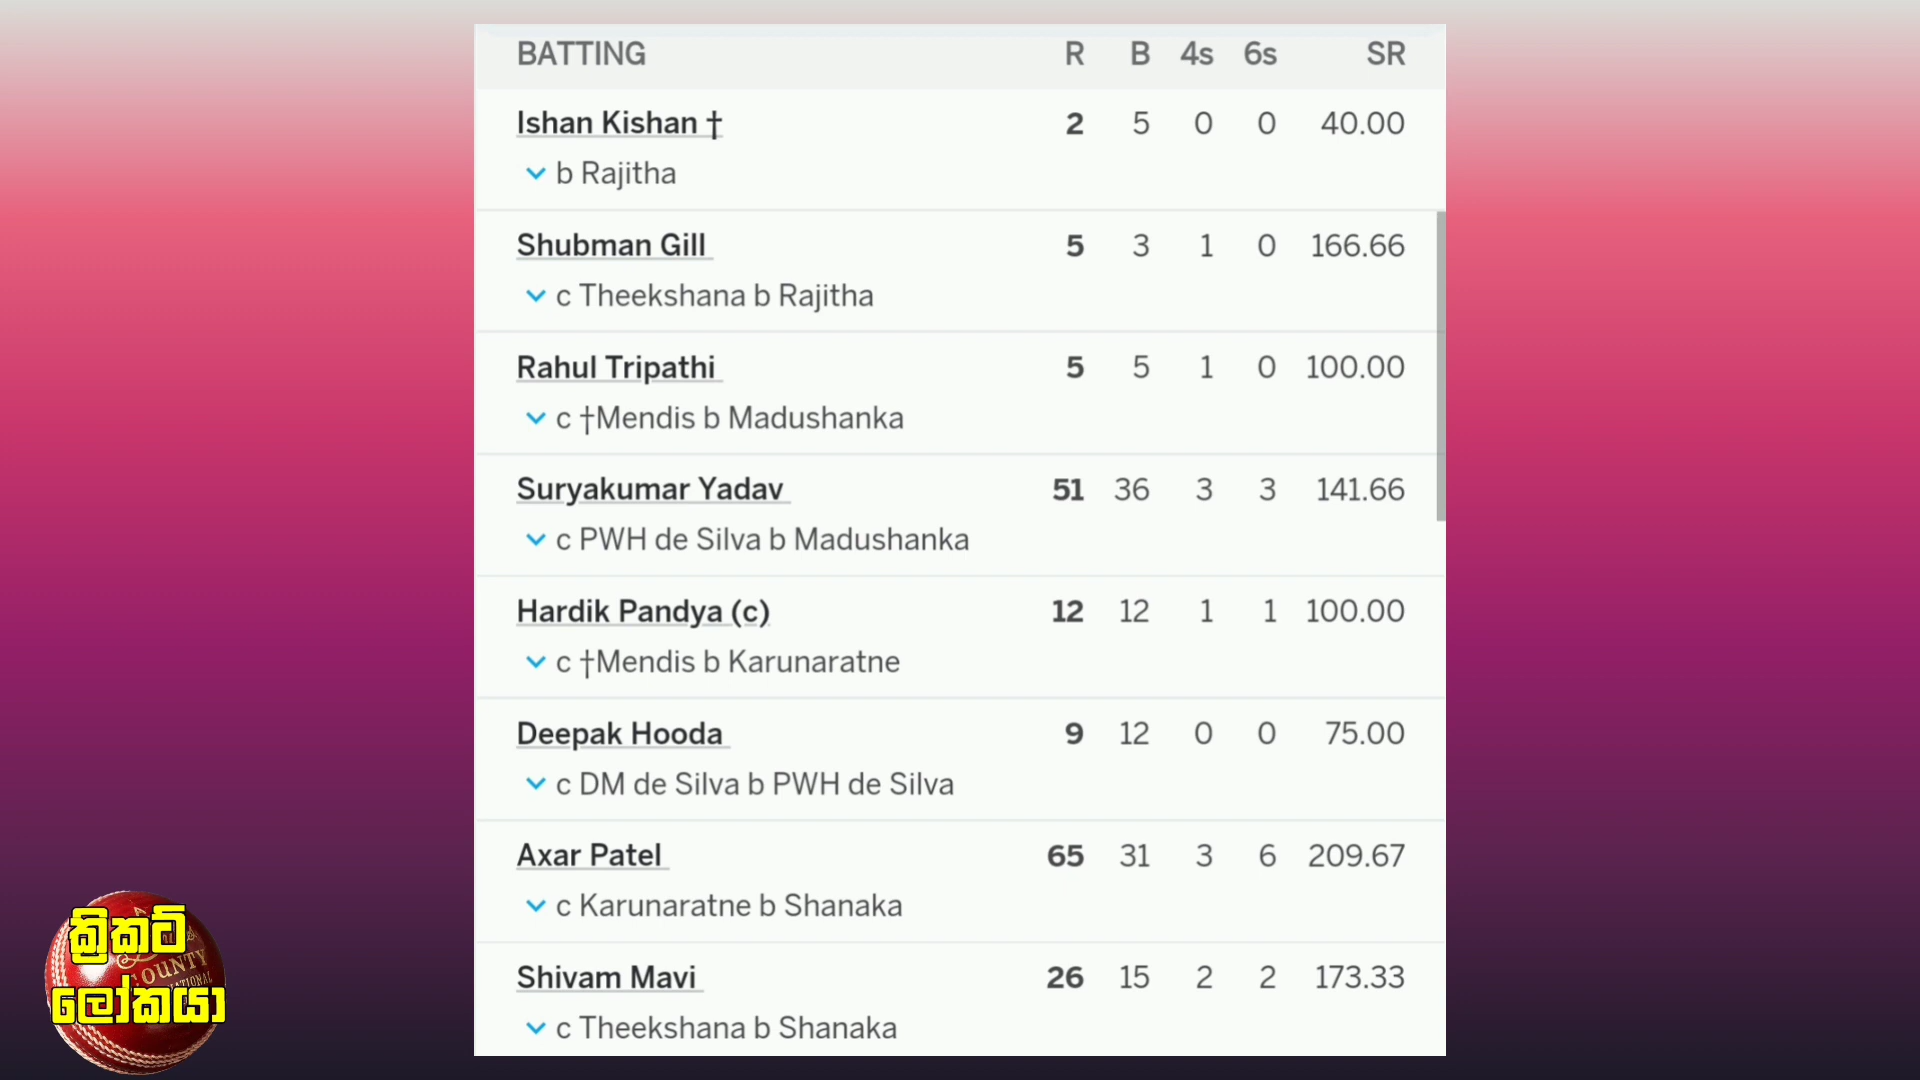 BATTING R B 4s 6s SR
Ishan Kishan † 2 5 0 0 40.00
b Rajitha
Shubman Gill 5 3 1 0 166.66
c Theekshana b Rajitha
Rahul Tripathi 5 5 1 0 100.00
c †Mendis b Madushanka
Suryakumar Yadav 51 36 3 3 141.66
c PWH de Silva b Madushanka
Hardik Pandya (c) 12 12 1 1 100.00
c †Mendis b Karunaratne
Deepak Hooda 9 12 0 0 75.00
c DM de Silva b PWH de Silva
Axar Patel 65 31 3 6 209.67
c Karunaratne b Shanaka
Shivam Mavi 26 15 2 2 173.33
c Theekshana b Shanaka
ක්‍රිකට්
COUNTY
ලෝකයා